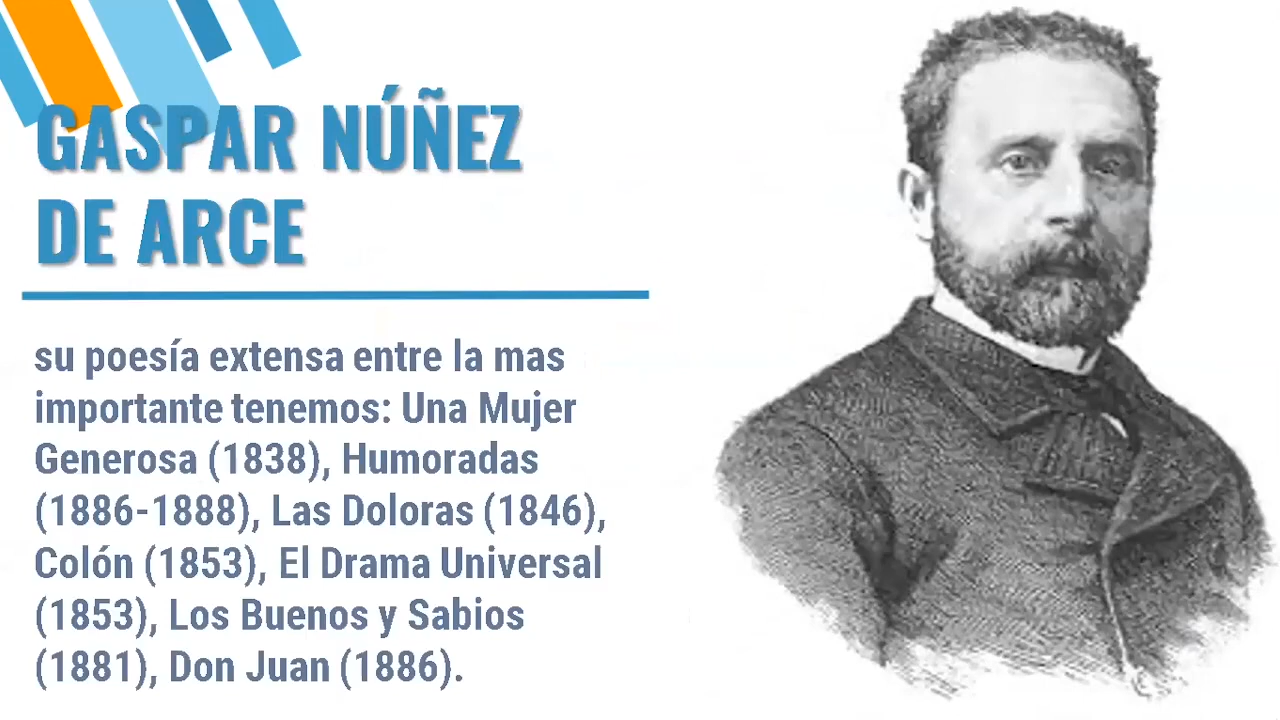 GASPAR NÚÑEZ
DE ARCE
su poesía extensa entre la mas
importante tenemos: Una Mujer
Generosa (1838), Humoradas
(1886-1888), Las Doloras (1846),
Colón (1853), El Drama Universal
(1853), Los Buenos y Sabios
(1881), Don Juan (1886).